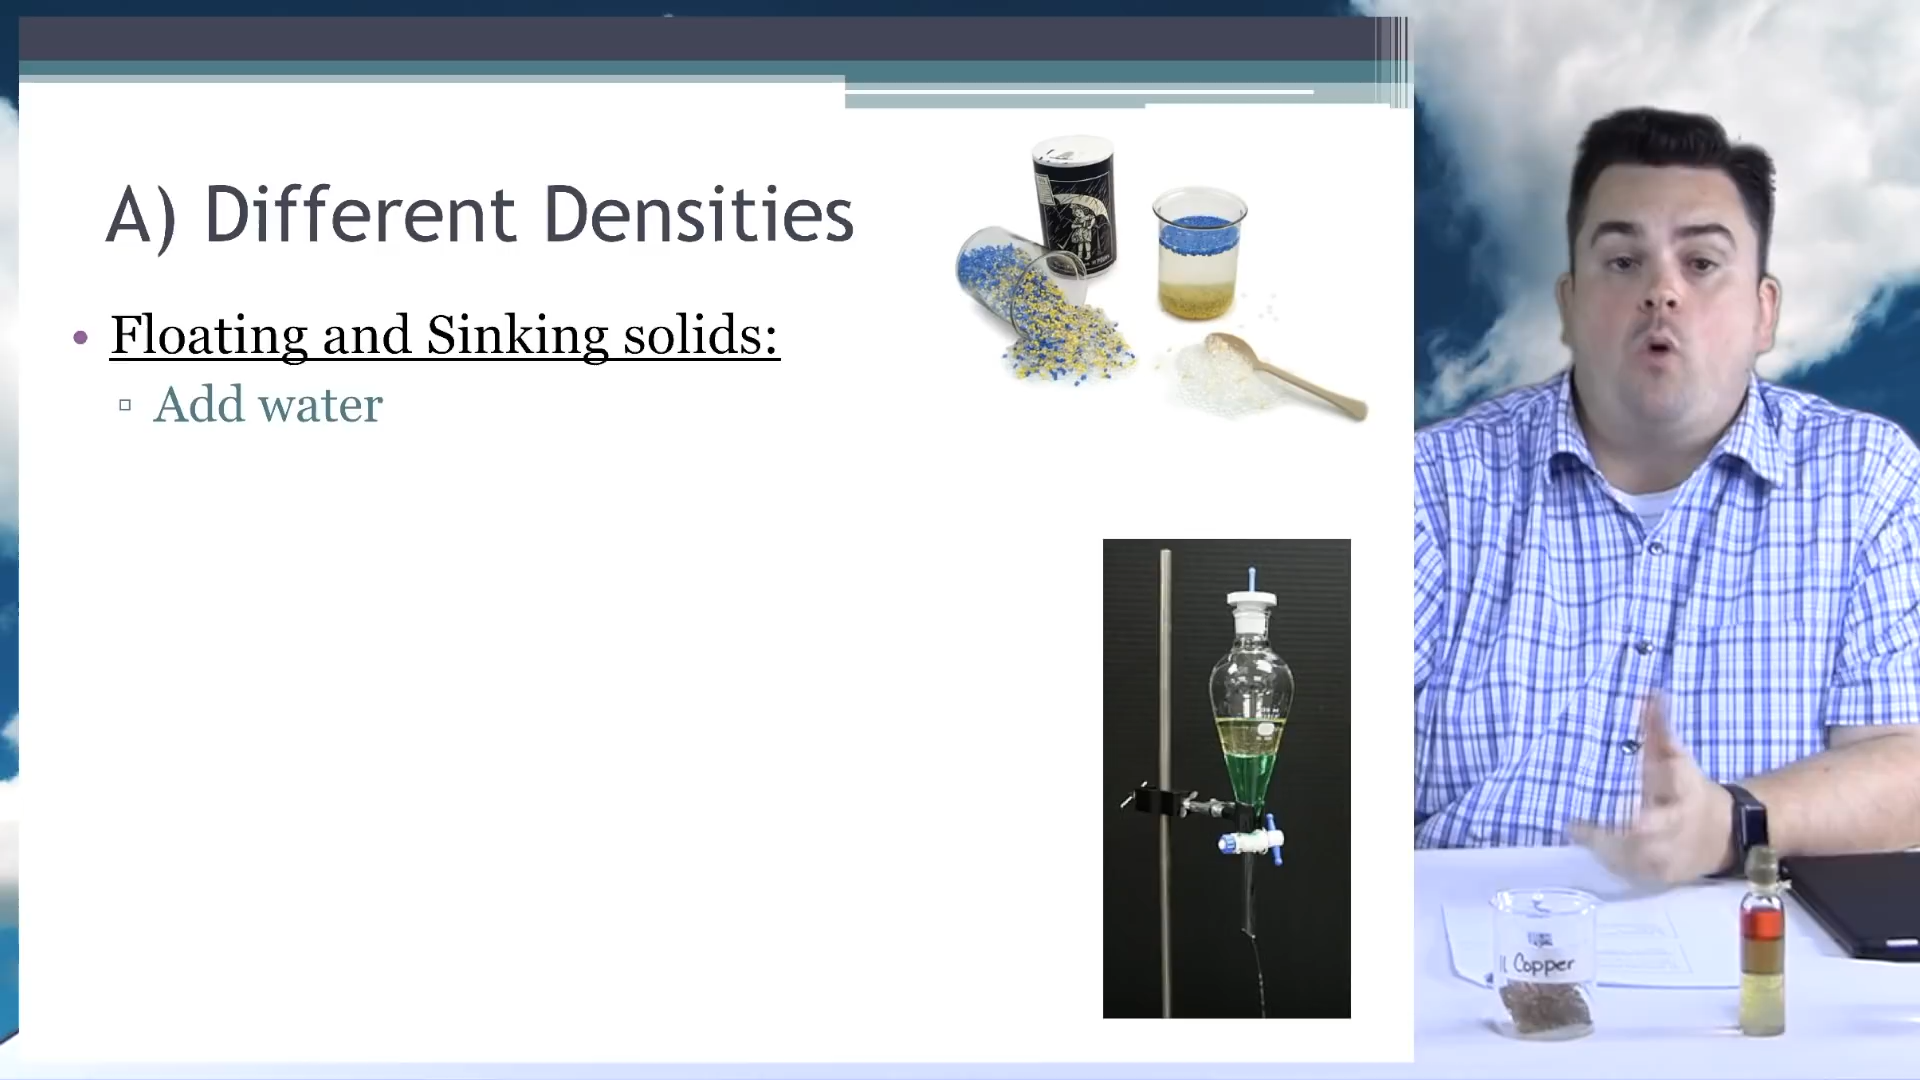 A) Different Densities
• Floating and Sinking solids:
▫ Add water
Copper